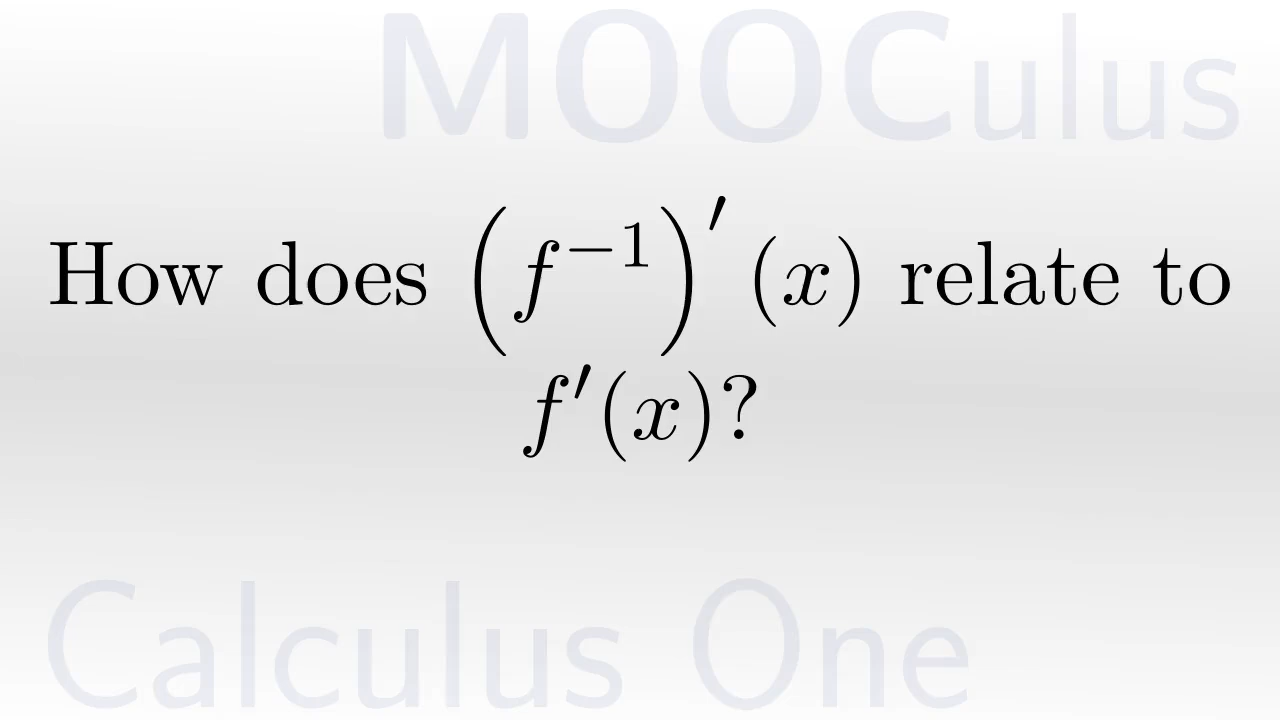 MOOCulus
How does (f⁻¹)′(x) relate to
f′(x)?
Calculus One